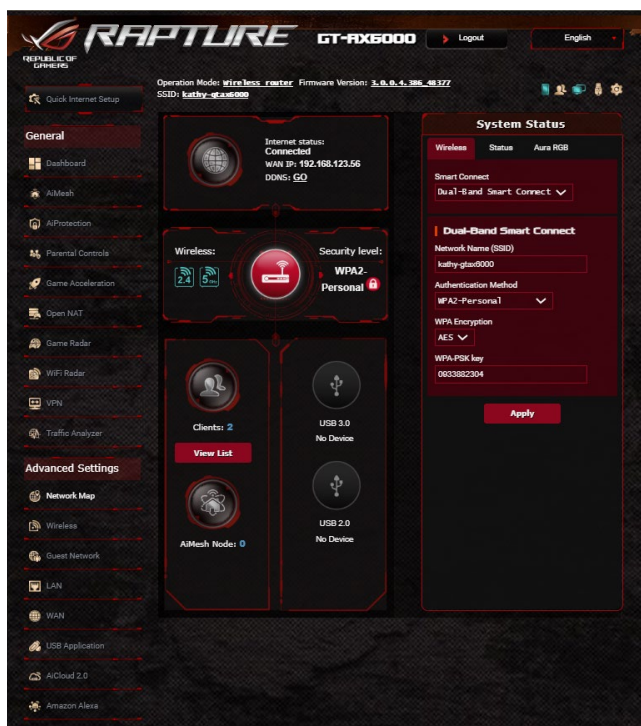 REPUBLIC OF
GAMERS
RAPTURE
GT-AX6000
Logout
English
Operation Mode: Wireless router Firmware Version: 3.0.0.4.386_48377
SSID: kathy-gtax6000
Quick Internet Setup
General
Dashboard
AiMesh
AiProtection
Parental Controls
Game Acceleration
Open NAT
Game Radar
WiFi Radar
VPN
Traffic Analyzer
Advanced Settings
Network Map
Wireless
Guest Network
LAN
WAN
USB Application
AiCloud 2.0
Amazon Alexa
Internet status:
Connected
WAN IP: 192.168.123.56
DDNS: GO
Wireless:
2.4
5
Security level:
WPA2-
Personal
Clients: 2
View List
AiMesh Node: 0
USB 3.0
No Device
USB 2.0
No Device
System Status
Wireless Status Aura RGB
Smart Connect
Dual-Band Smart Connect
Dual-Band Smart Connect
Network Name (SSID)
kathy-gtax6000
Authentication Method
WPA2-Personal
WPA Encryption
AES
WPA-PSK key
0933882304
Apply